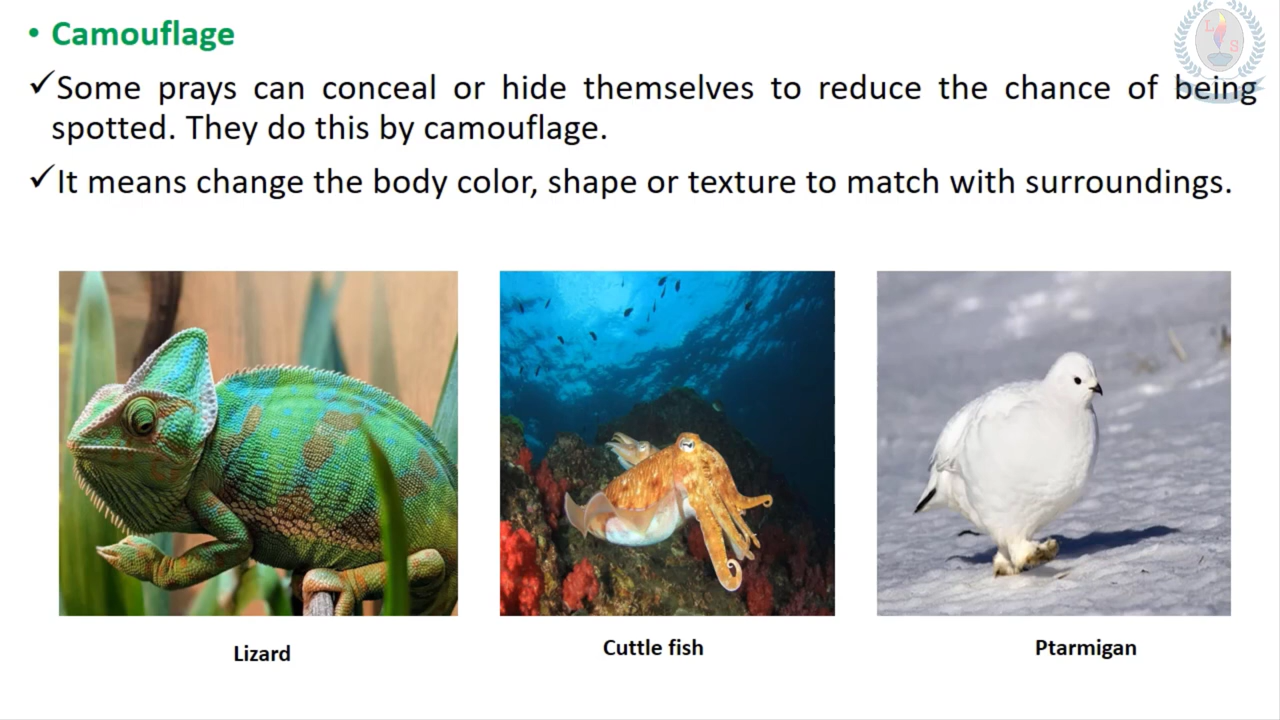 • Camouflage
✓Some prays can conceal or hide themselves to reduce the chance of being
spotted. They do this by camouflage.
✓It means change the body color, shape or texture to match with surroundings.
L S
Lizard
Cuttle fish
Ptarmigan